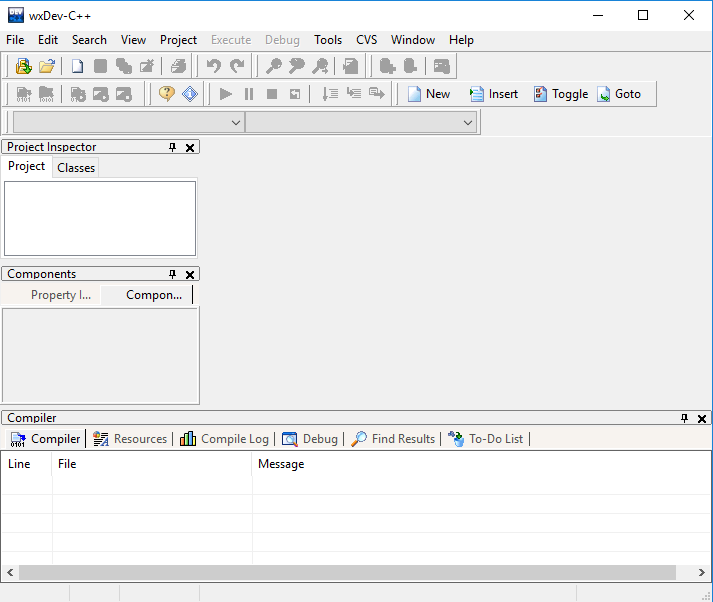 wxDev-C++
File Edit Search View Project Execute Debug Tools CVS Window Help
New Insert Toggle Goto
Project Inspector
Project Classes
Components
Property I... Compon...
Compiler
Compiler Resources Compile Log Debug Find Results To-Do List
Line File Message